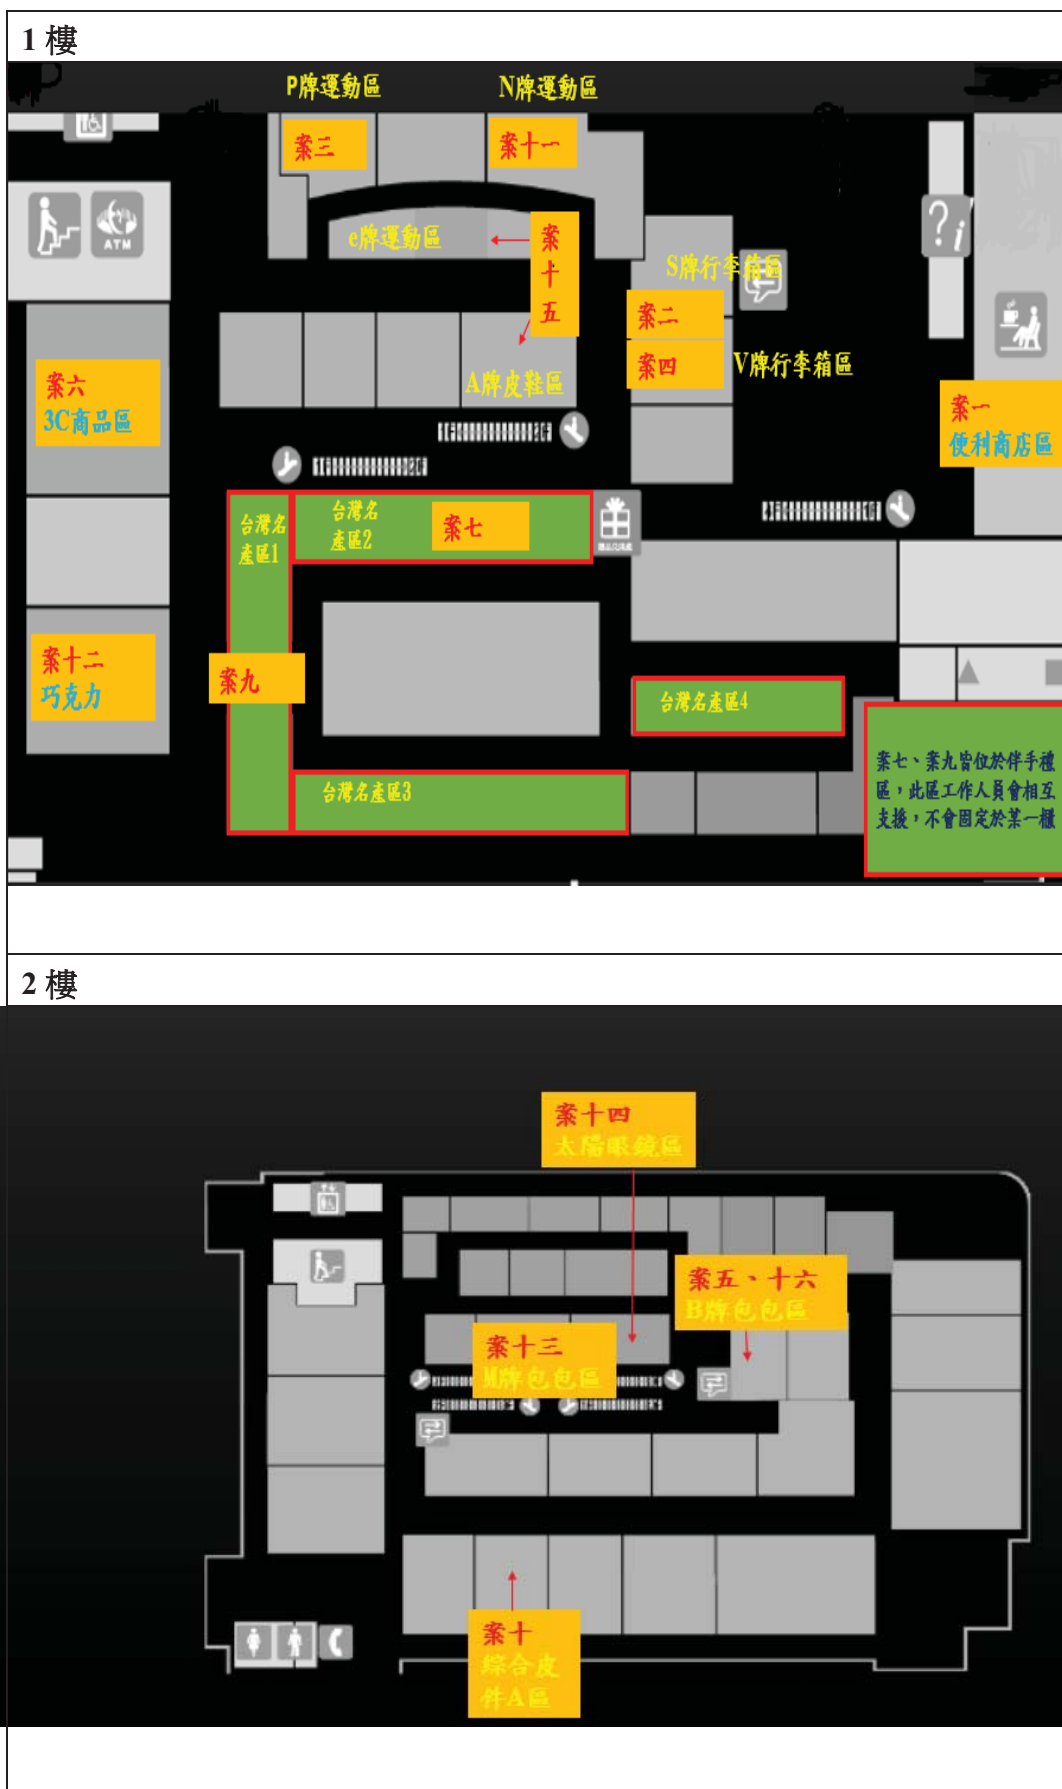 1 樓
P牌運動區
N牌運動區
案三
案十一
ATM
e牌運動區
案
十
五
?i
S牌行李箱區
案二
案四
V牌行李箱區
A牌皮鞋區
案六
3C商品區
案一
便利商店區
台灣名
產區1
台灣名
產區2
案七
案十二
巧克力
案九
台灣名產區4
台灣名產區3
案七、案九皆位於伴手禮
區，此區工作人員會相互
支援，不會固定於某一櫃
2 樓
案十四
太陽眼鏡區
案五、十六
B牌包包區
案十三
M牌包包區
案十
綜合皮
件A區